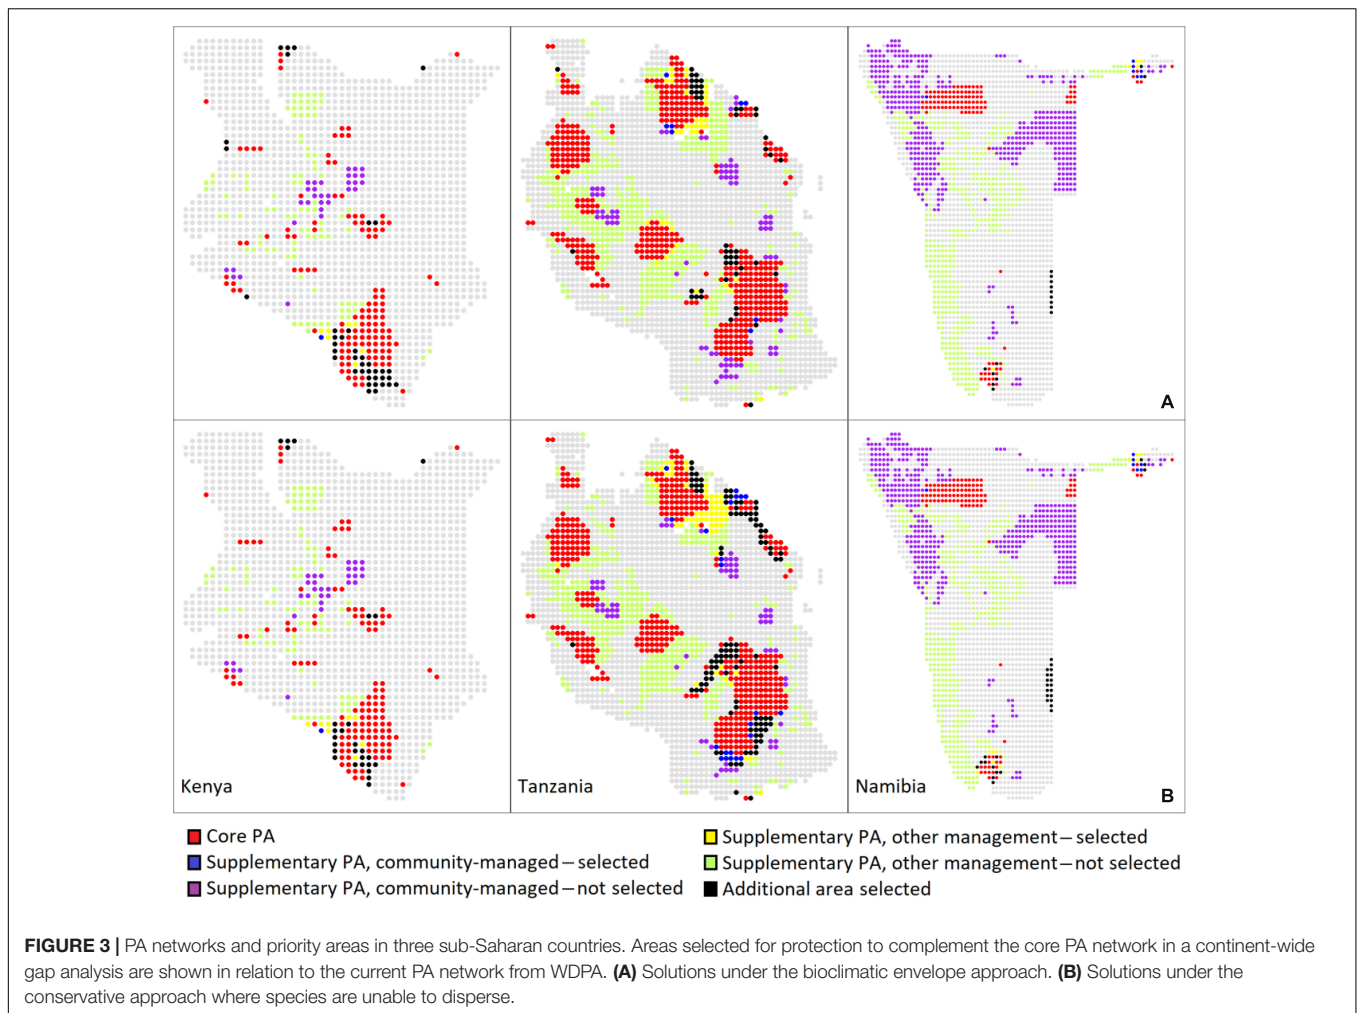 A
Kenya
Tanzania
Namibia
B
Core PA
Supplementary PA, community-managed – selected
Supplementary PA, community-managed – not selected
Supplementary PA, other management – selected
Supplementary PA, other management – not selected
Additional area selected
FIGURE 3 | PA networks and priority areas in three sub-Saharan countries. Areas selected for protection to complement the core PA network in a continent-wide
gap analysis are shown in relation to the current PA network from WDPA. (A) Solutions under the bioclimatic envelope approach. (B) Solutions under the
conservative approach where species are unable to disperse.